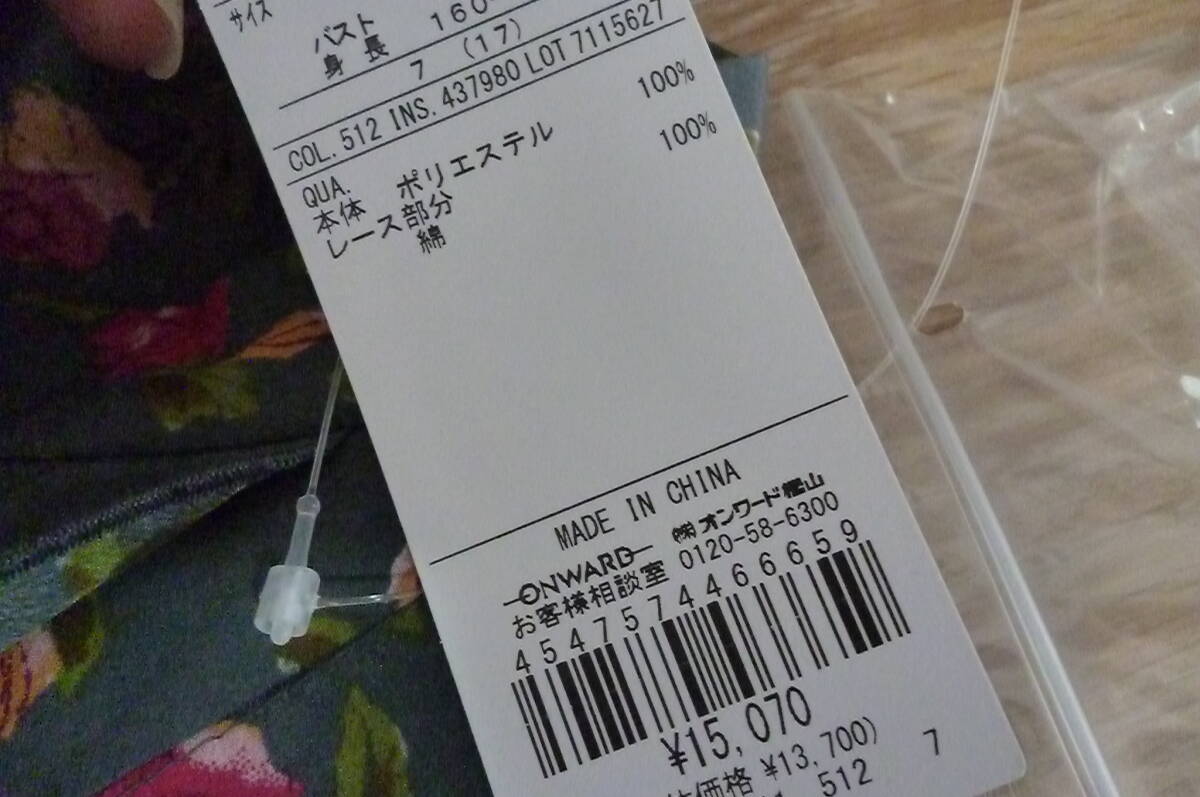 サイズ
バスト
身長 160
7 (17)
COL. 512 INS. 437980 LOT 7115627
QUA.
本体 ポリエステル 100%
レース部分
綿 100%
MADE IN CHINA
ONWARD ㈱オンワード樫山
お客様相談室 0120-58-6300
4547574466659
¥15,070
価格 ¥13,700)
512 7